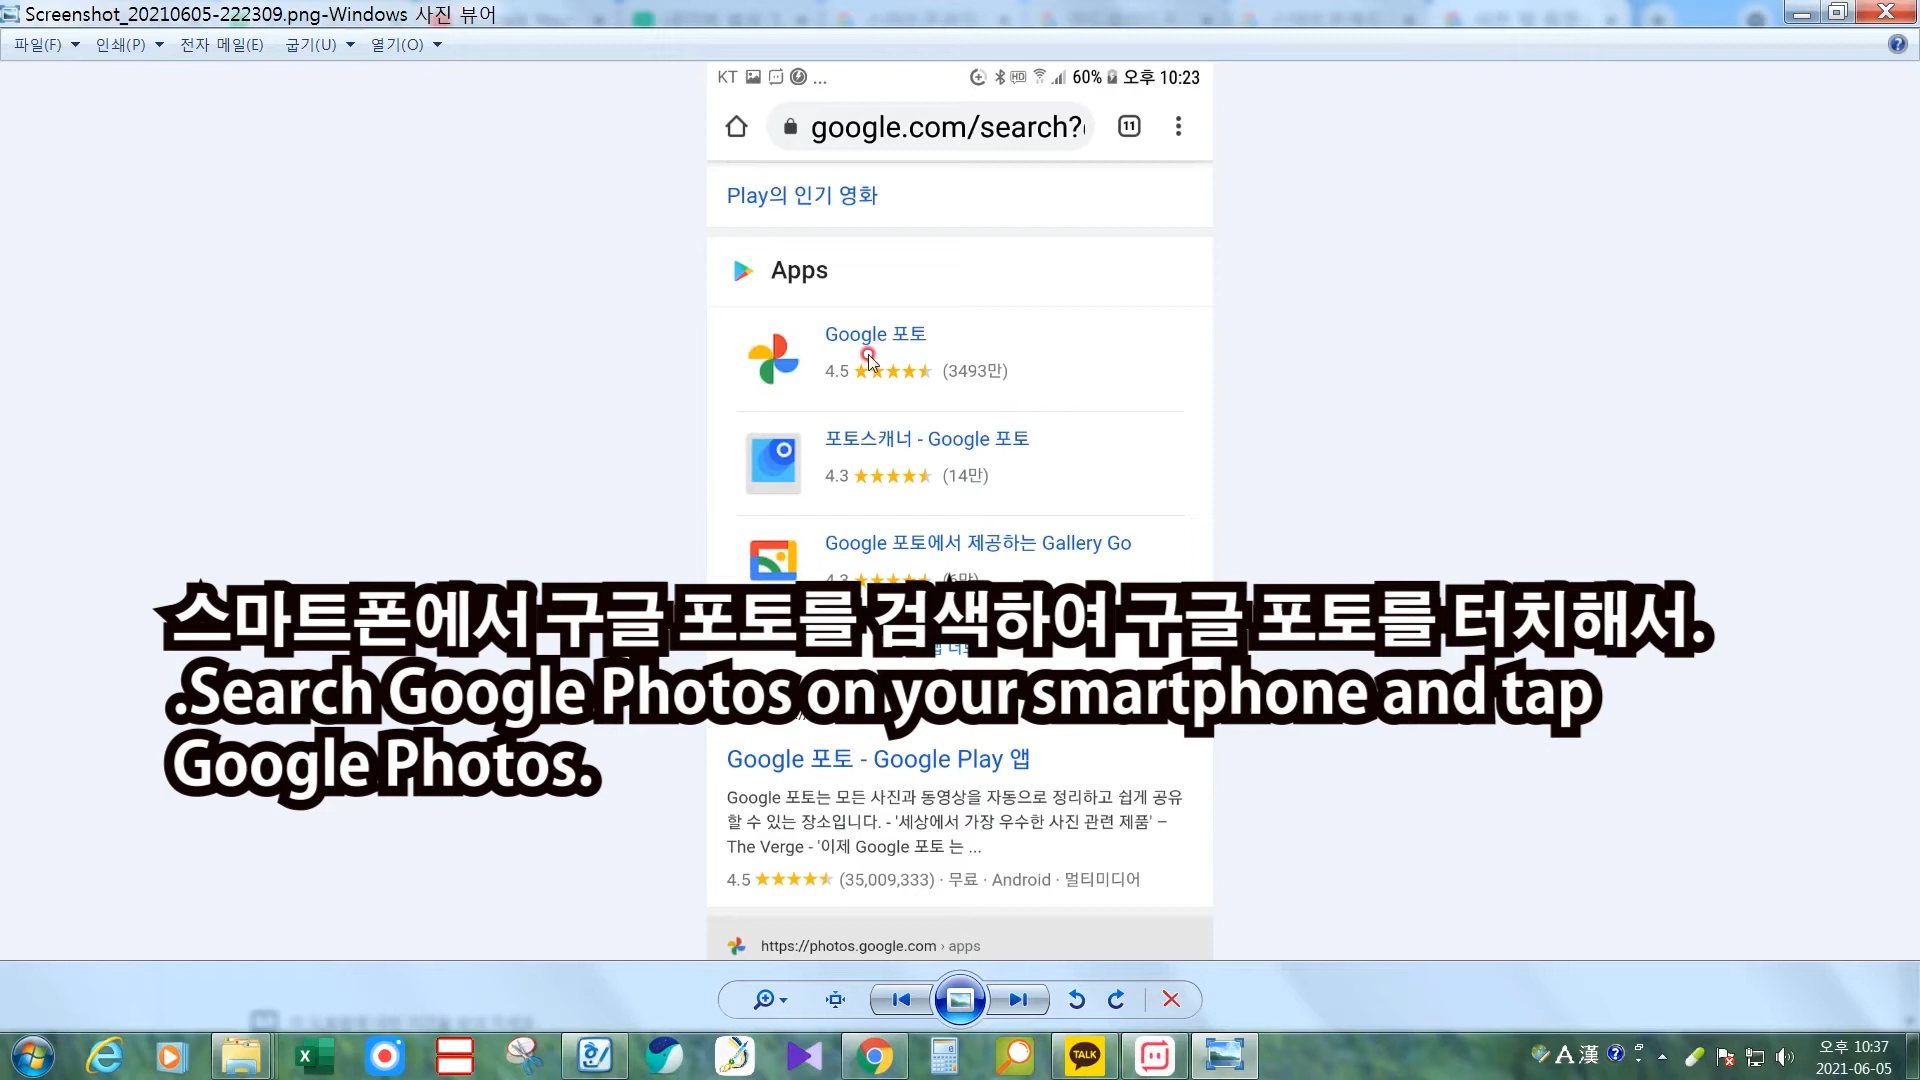 Screenshot_20210605-222309.png-Windows 사진 뷰어
파일(F) 인쇄(P) 전자 메일(E) 굽기(U) 열기(O)
KT ... HD 60% 오후 10:23
google.com/search? 11
Play의 인기 영화
Apps
Google 포토
4.5 ★★★★★ (3493만)
포토스캐너 - Google 포토
4.3 ★★★★★ (14만)
Google 포토에서 제공하는 Gallery Go
스마트폰에서 구글 포토를 검색하여 구글 포토를 터치해서.
.Search Google Photos on your smartphone and tap
Google Photos.
Google 포토 - Google Play 앱
Google 포토는 모든 사진과 동영상을 자동으로 정리하고 쉽게 공유
할 수 있는 장소입니다. - '세상에서 가장 우수한 사진 관련 제품' –
The Verge - '이제 Google 포토 는 ...
4.5 ★★★★★ (35,009,333) · 무료 · Android · 멀티미디어
https://photos.google.com › apps
TALK
A 漢
오후 10:37
2021-06-05